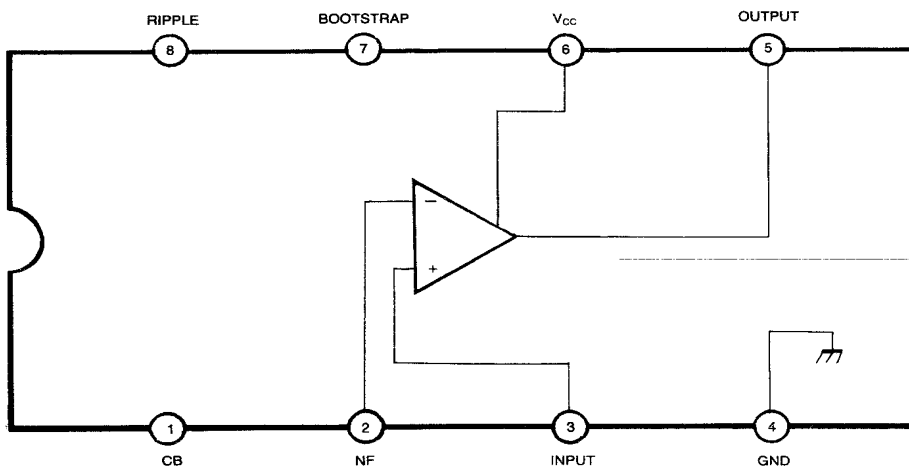 RIPPLE BOOTSTRAP VCC OUTPUT
8 7 6 5
−
+
1 2 3 4
CB NF INPUT GND